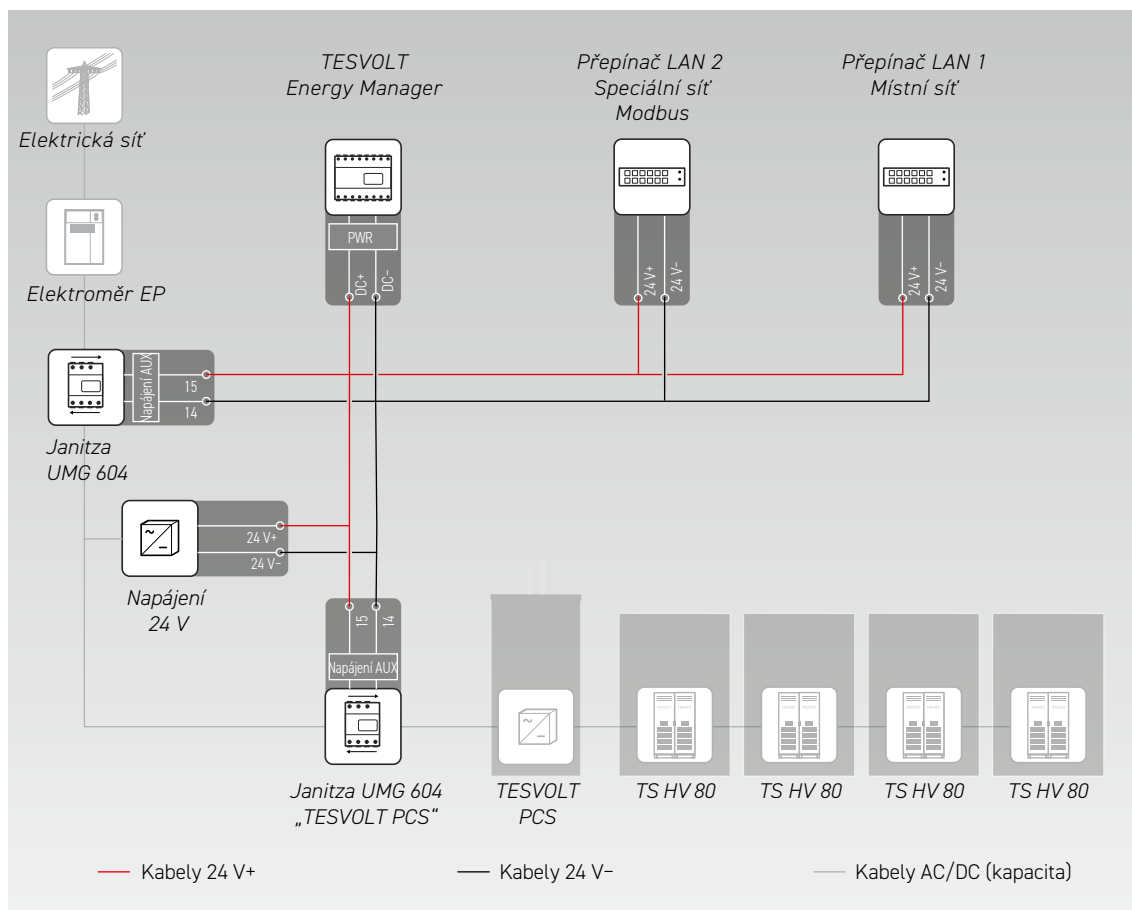 TESVOLT
Energy Manager
Přepínač LAN 2
Speciální síť
Modbus
Přepínač LAN 1
Místní síť
Elektrická síť
PWR
DC+
DC–
24 V+
24 V–
24 V+
24 V–
Elektroměr EP
Napájení AUX
15
14
Janitza
UMG 604
24 V+
24 V–
Napájení
24 V
15
14
Napájení AUX
Janitza UMG 604
„TESVOLT PCS“
TESVOLT
PCS
TS HV 80
TS HV 80
TS HV 80
TS HV 80
Kabely 24 V+
Kabely 24 V–
Kabely AC/DC (kapacita)